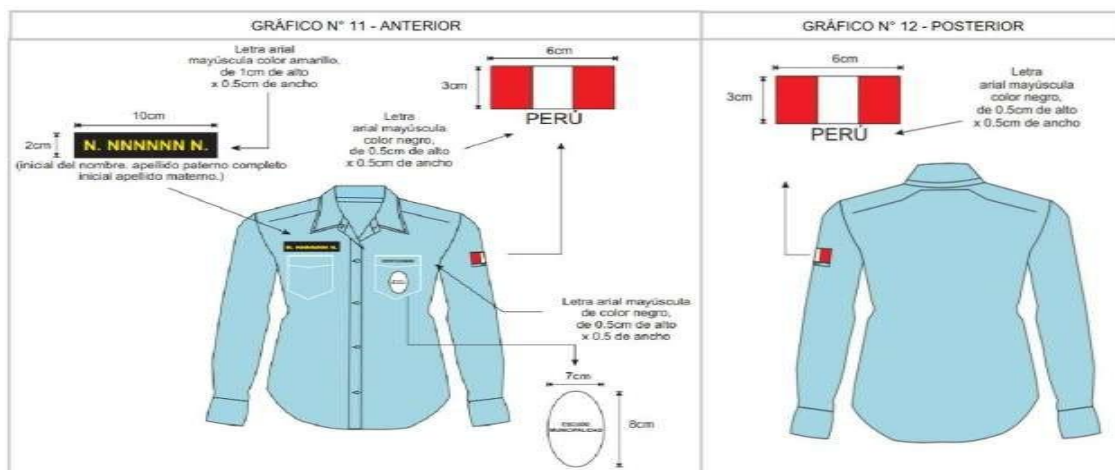 GRÁFICO N° 11 - ANTERIOR
Letra arial
mayúscula color amarillo,
de 1cm de alto
x 0.5cm de ancho
10cm
2cm
N. NNNNNN N.
(inicial del nombre, apellido paterno completo
inicial apellido materno.)
6cm
3cm
PERÚ
Letra
arial mayúscula
color negro,
de 0.5cm de alto
x 0.5cm de ancho
N. NNNNNN N.
Letra arial mayúscula
de color negro,
de 0.5cm de alto
x 0.5 de ancho
7cm
8cm
ESCUDO
MUNICIPALIDAD
GRÁFICO N° 12 - POSTERIOR
6cm
3cm
PERÚ
Letra
arial mayúscula
color negro,
de 0.5cm de alto
x 0.5cm de ancho